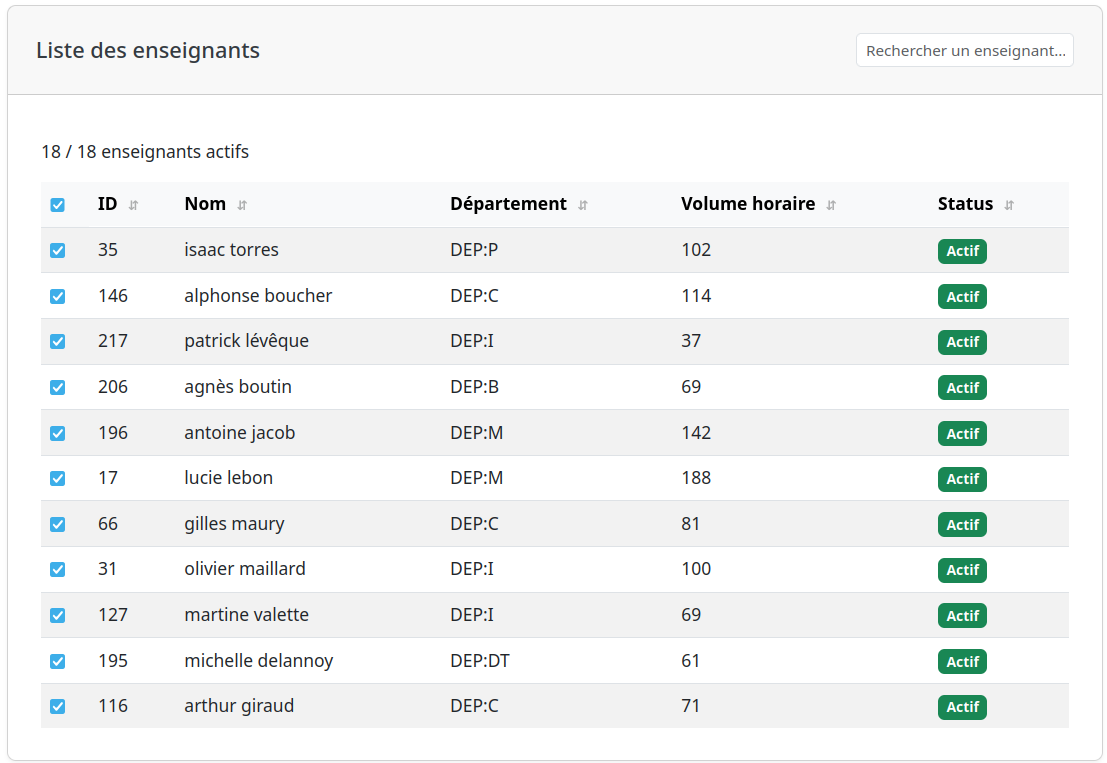 Liste des enseignants
Rechercher un enseignant...
18 / 18 enseignants actifs
ID Nom Département Volume horaire Status
35 isaac torres DEP:P 102 Actif
146 alphonse boucher DEP:C 114 Actif
217 patrick lévêque DEP:I 37 Actif
206 agnès boutin DEP:B 69 Actif
196 antoine jacob DEP:M 142 Actif
17 lucie lebon DEP:M 188 Actif
66 gilles maury DEP:C 81 Actif
31 olivier maillard DEP:I 100 Actif
127 martine valette DEP:I 69 Actif
195 michelle delannoy DEP:DT 61 Actif
116 arthur giraud DEP:C 71 Actif